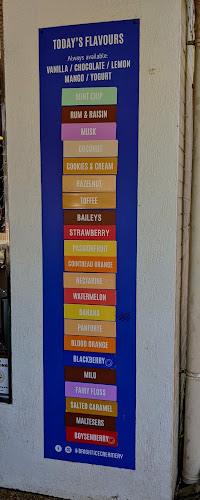 TODAY'S FLAVOURS
Always available:
VANILLA / CHOCOLATE / LEMON
MANGO / YOGURT
MINT CHIP
RUM & RAISIN
MUSK
COCONUT
COOKIES & CREAM
HAZELNUT
TOFFEE
BAILEYS
STRAWBERRY
PASSIONFRUIT
COINTREAU ORANGE
NECTARINE
WATERMELON
BANANA
PANFORTE
BLOOD ORANGE
BLACKBERRY
MILO
FAIRY FLOSS
SALTED CARAMEL
MALTESERS
BOYSENBERRY